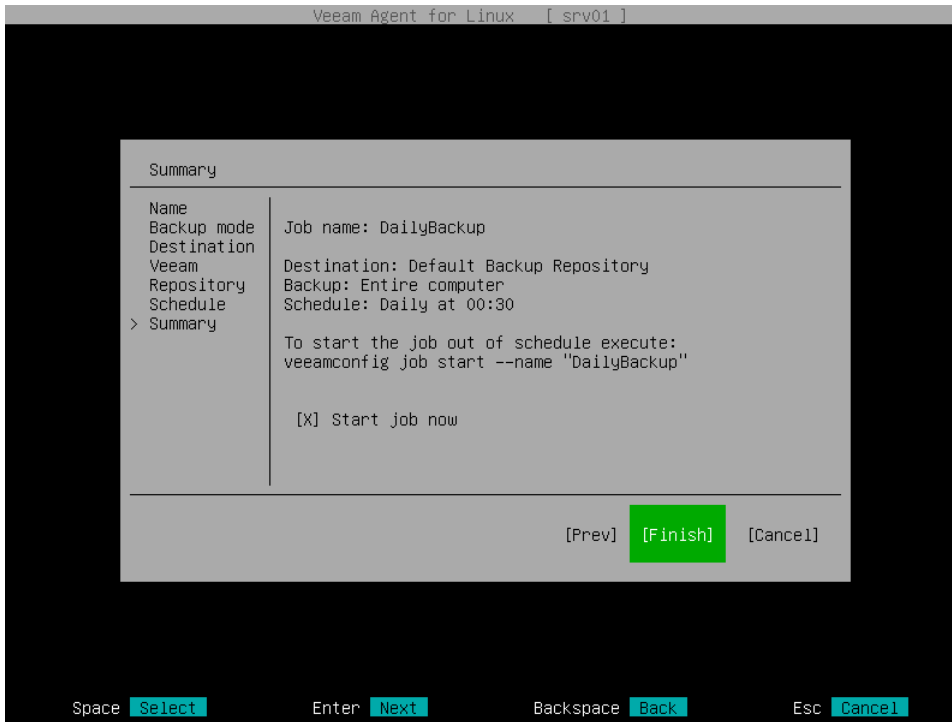 Veeam Agent for Linux [ srv01 ]
Summary
Name
Backup mode
Destination
Veeam
Repository
Schedule
> Summary
Job name: DailyBackup
Destination: Default Backup Repository
Backup: Entire computer
Schedule: Daily at 00:30
To start the job out of schedule execute:
veeamconfig job start --name "DailyBackup"
[X] Start job now
[Prev] [Finish] [Cancel]
Space Select Enter Next Backspace Back Esc Cancel